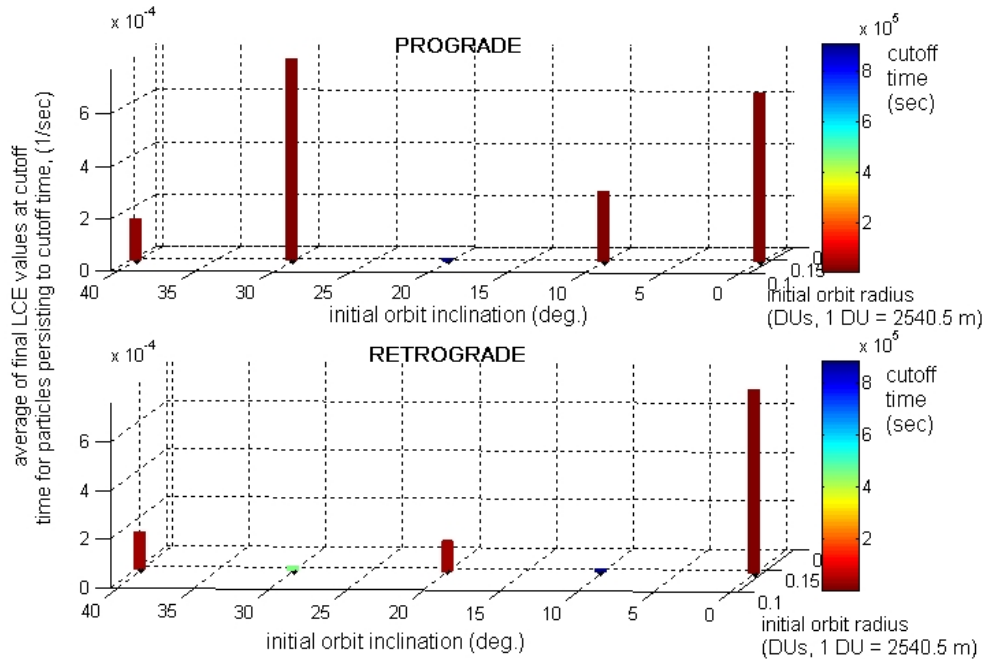 average of final LCE values at cutoff
time for particles persisting to cutoff time, (1/sec)
x 10⁻⁴
PROGRADE
6
4
2
0
40
35
30
25
20
15
10
5
0
initial orbit inclination (deg.)
0.1
0.15
initial orbit radius
(DUs, 1 DU = 2540.5 m)
x 10⁵
8
6
4
2
cutoff
time
(sec)
x 10⁻⁴
RETROGRADE
6
4
2
0
40
35
30
25
20
15
10
5
0
initial orbit inclination (deg.)
0.1
0.15
initial orbit radius
(DUs, 1 DU = 2540.5 m)
x 10⁵
8
6
4
2
cutoff
time
(sec)